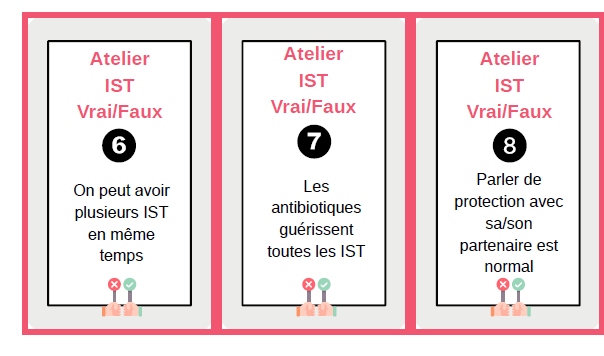 Atelier
IST
Vrai/Faux
6
On peut avoir
plusieurs IST
en même
temps
Atelier
IST
Vrai/Faux
7
Les
antibiotiques
guérissent
toutes les IST
Atelier
IST
Vrai/Faux
8
Parler de
protection avec
sa/son
partenaire est
normal